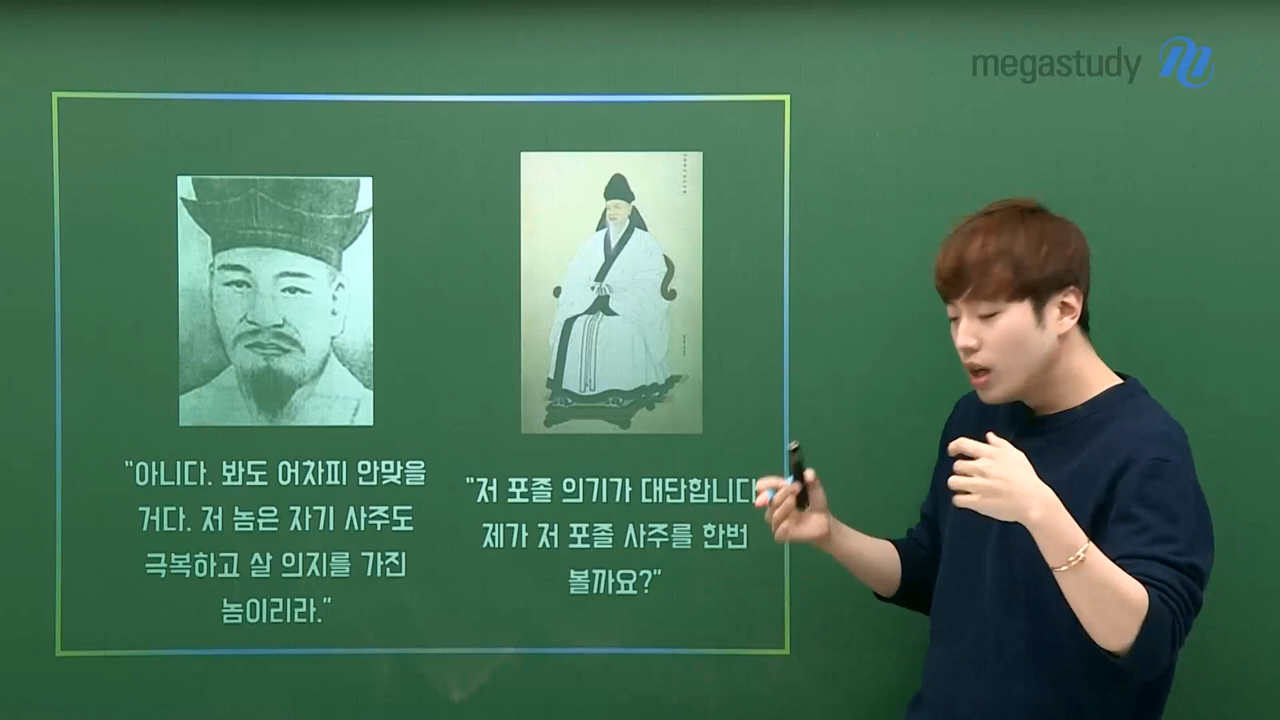 megastudy
"아니다. 봐도 어차피 안맞을
거다. 저 놈은 자기 사주도
극복하고 살 의지를 가진
놈이리라."
"저 포졸 의기가 대단합니다
제가 저 포졸 사주를 한번
볼까요?"